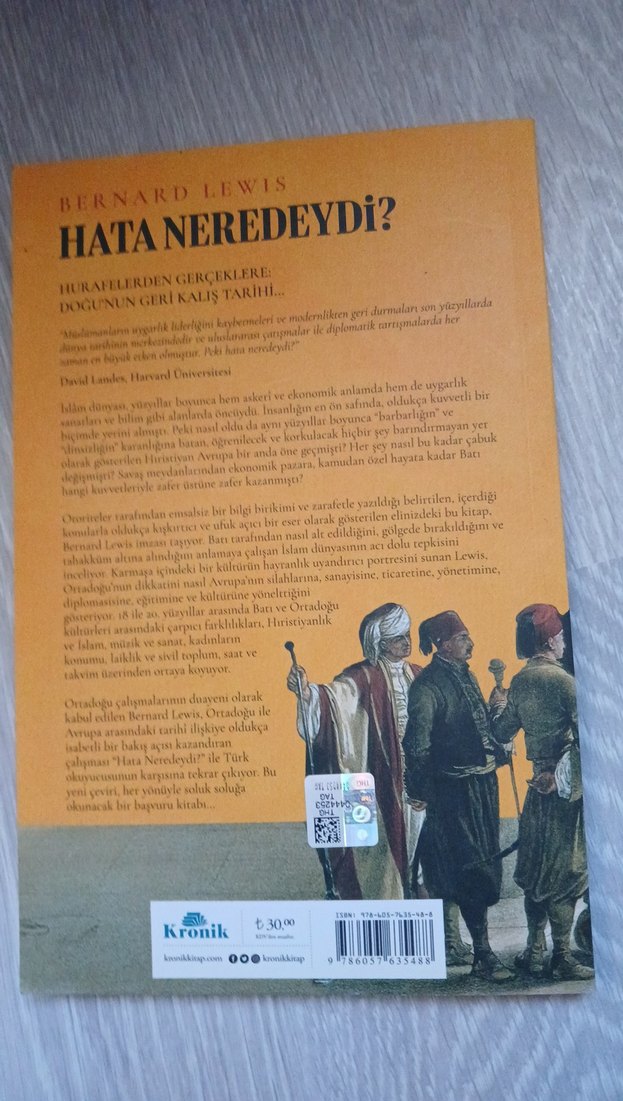 BERNARD LEWIS
HATA NEREDEYDİ?
HURAFELERDEN GERÇEKLERE:
DOĞU'NUN GERİ KALIŞ TARİHİ...
"Müslümanların uygarlık liderliğini kaybetmeleri ve modernlikten geri durmaları son yüzyıllarda
dünya tarihinin merkezindedir ve uluslararası çatışmalar ile diplomatik tartışmalarda her
zaman en büyük etken olmuştur. Peki hata neredeydi?"
David Landes, Harvard Üniversitesi
İslâm dünyası, yüzyıllar boyunca hem askerî ve ekonomik anlamda hem de uygarlık
sanatları ve bilim gibi alanlarda öncüydü. İnsanlığın en ön safında, oldukça kuvvetli bir
biçimde yerini almıştı. Peki nasıl oldu da aynı yüzyıllar boyunca "barbarlığın" ve
"dinsizliğin" karanlığına batan, öğrenilecek ve korkulacak hiçbir şey barındırmayan yer
olarak gösterilen Hıristiyan Avrupa bir anda öne geçmişti? Her şey nasıl bu kadar çabuk
değişmişti? Savaş meydanlarından ekonomik pazara, kamudan özel hayata kadar Batı
hangi kuvvetleriyle zafer üstüne zafer kazanmıştı?
Otoriteler tarafından emsalsiz bir bilgi birikimi ve zarafetle yazıldığı belirtilen, içerdiği
konularla oldukça kışkırtıcı ve ufuk açıcı bir eser olarak gösterilen elinizdeki bu kitap,
Bernard Lewis imzası taşıyor. Batı tarafından nasıl alt edildiğini, gölgede bırakıldığını ve
tahakküm altına alındığını anlamaya çalışan İslam dünyasının acı dolu tepkisini
inceliyor. Karmaşa içindeki bir kültürün hayranlık uyandırıcı portresini sunan Lewis,
Ortadoğu'nun dikkatini nasıl Avrupa'nın silahlarına, sanayisine, ticaretine, yönetimine,
diplomasisine, eğitimine ve kültürüne yönelttiğini
gösteriyor. 18 ile 20. yüzyıllar arasında Batı ve Ortadoğu
kültürleri arasındaki çarpıcı farklılıkları, Hıristiyanlık
ve İslam, müzik ve sanat, kadınların
konumu, laiklik ve sivil toplum, saat ve
takvim üzerinden ortaya koyuyor.
Ortadoğu çalışmalarının duayeni olarak
kabul edilen Bernard Lewis, Ortadoğu ile
Avrupa arasındaki tarihî ilişkiye oldukça
isabetli bir bakış açısı kazandıran
çalışması "Hata Neredeydi?" ile Türk
okuyucusunun karşısına tekrar çıkıyor. Bu
yeni çeviri, her yönüyle soluk soluğa
okunacak bir başvuru kitabı...
0444253
TAG
THG
Kronik
₺ 30.00
KDV'den muaftır.
kronikkitap.com
kronikkitap
ISBN: 978-605-7635-48-8
9 786057 635488